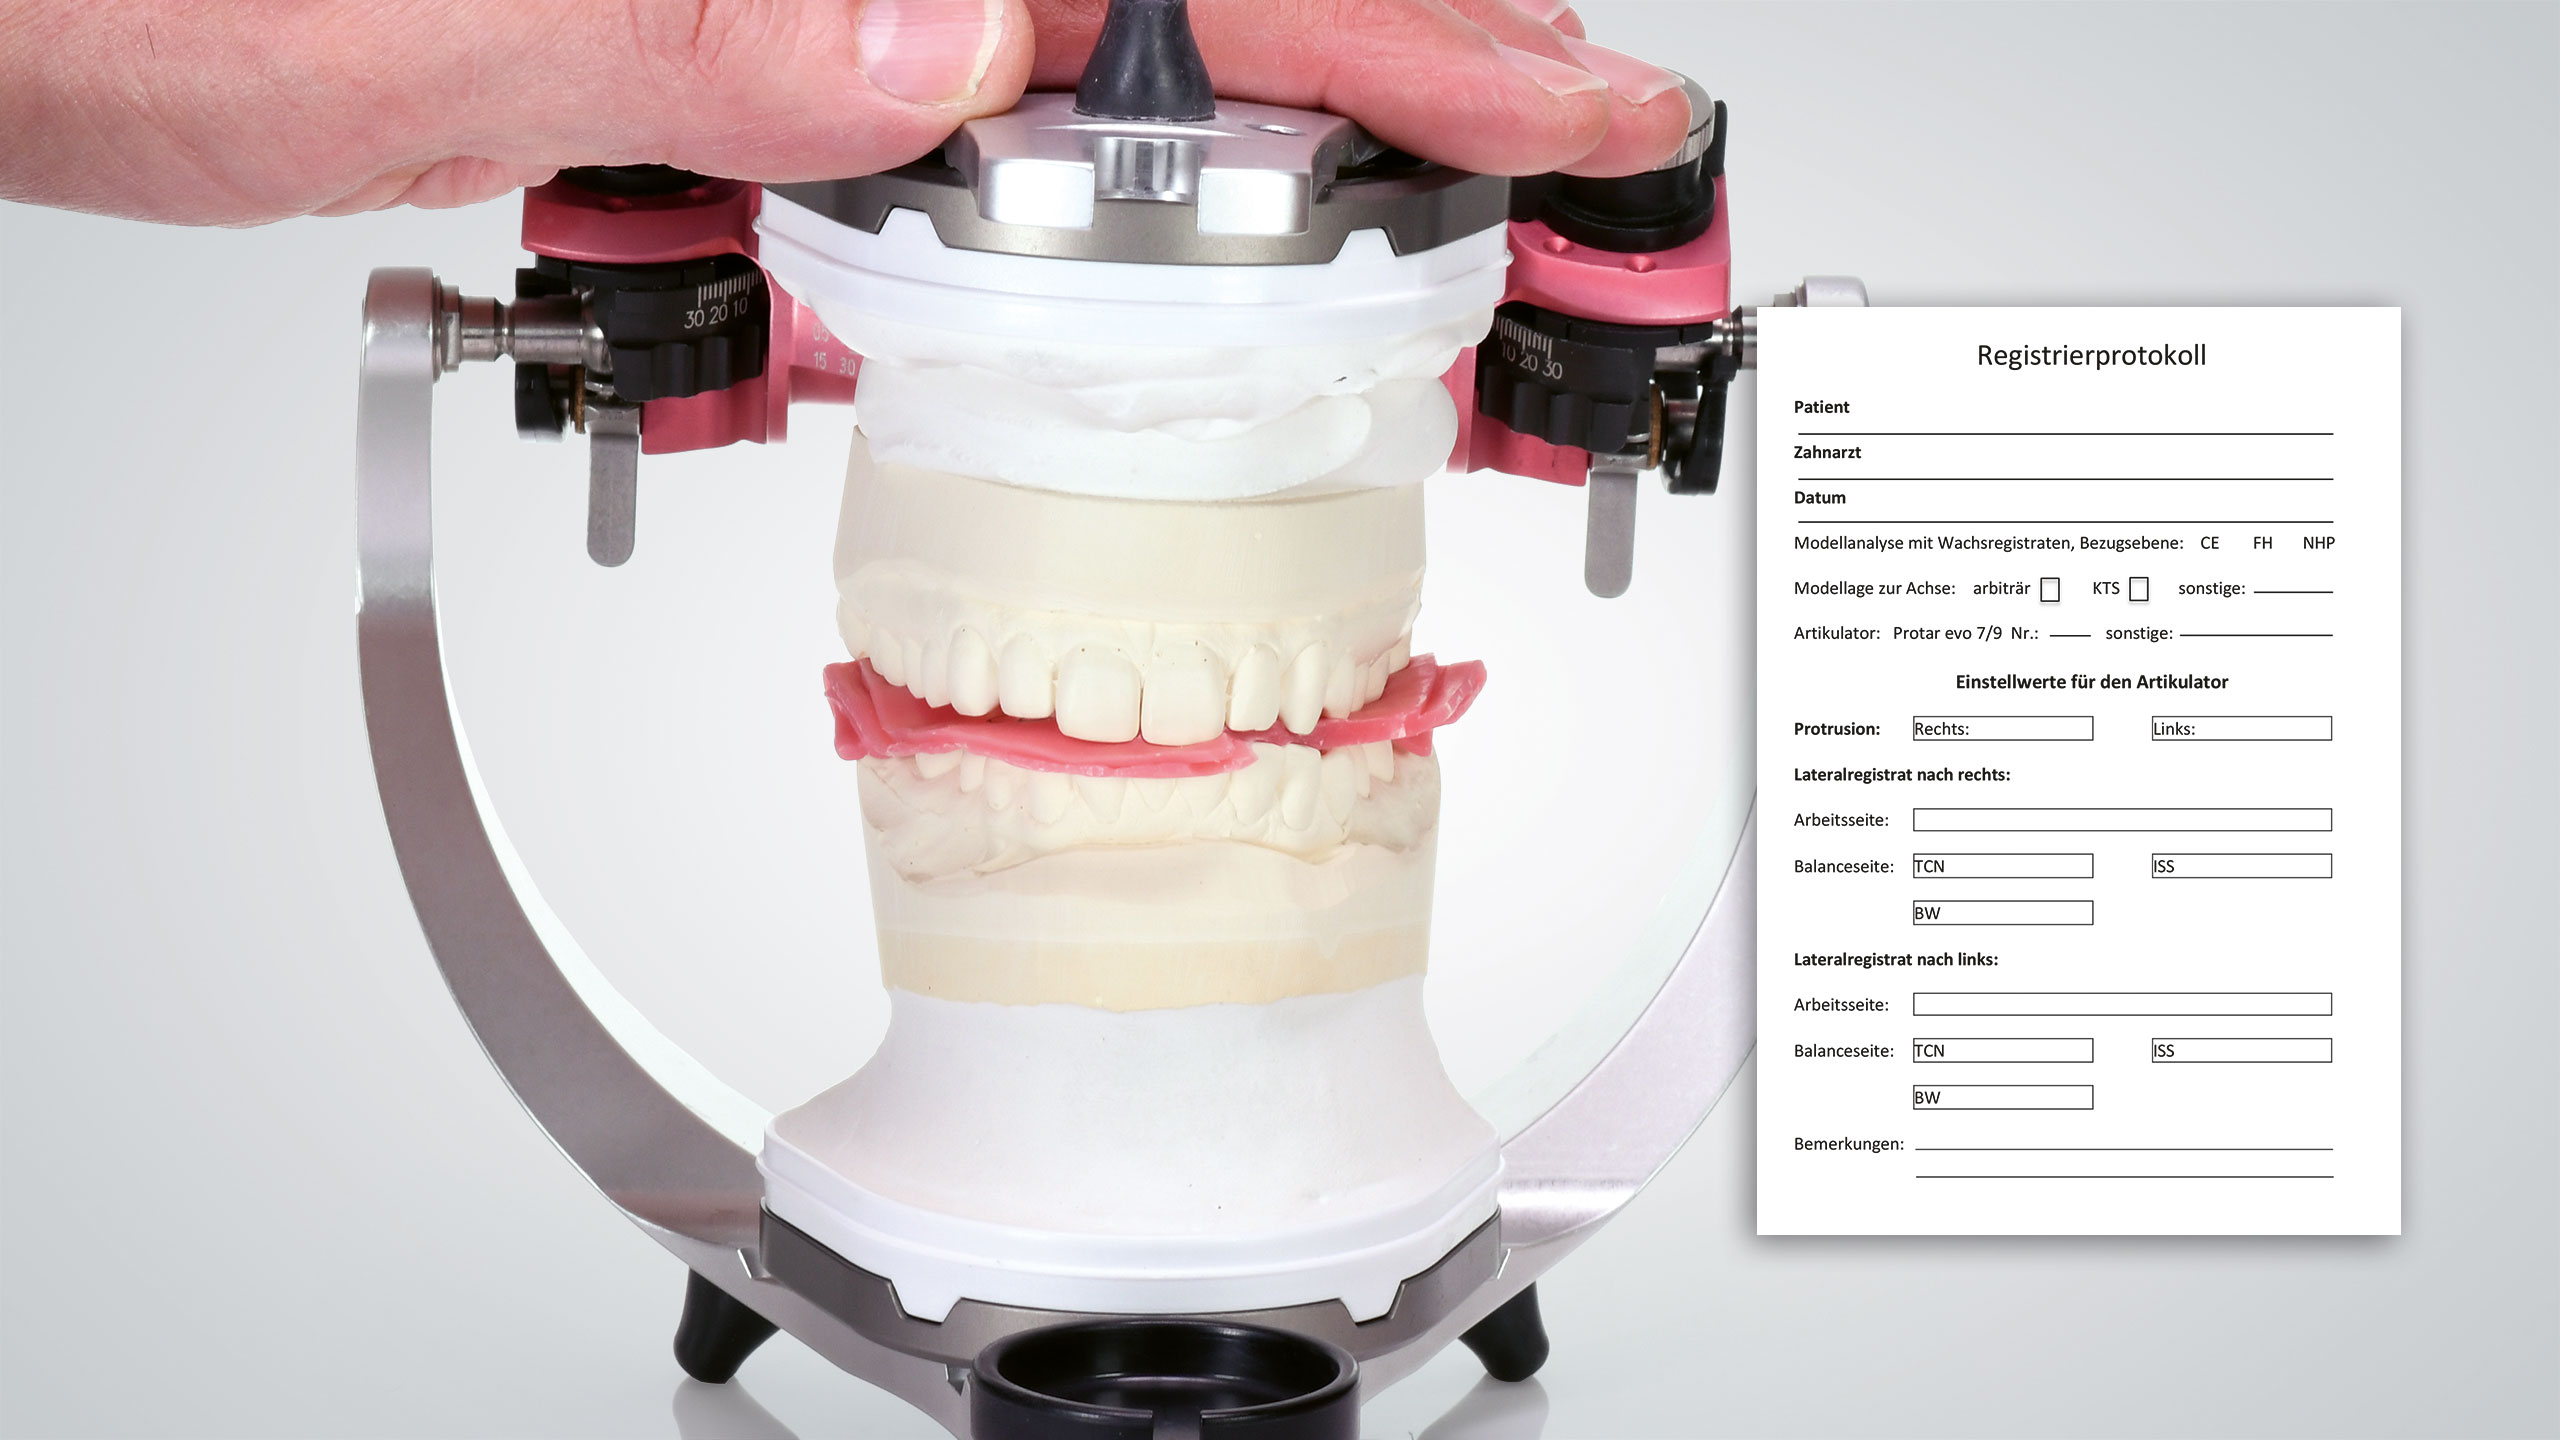 30 20 10
15 30
10 20 30
Registrierprotokoll
Patient
Zahnarzt
Datum
Modellanalyse mit Wachsregistraten, Bezugsebene: CE FH NHP
Modellage zur Achse: arbiträr KTS sonstige:
Artikulator: Protar evo 7/9 Nr.: sonstige:
Einstellwerte für den Artikulator
Protrusion: Rechts: Links:
Lateralregistrat nach rechts:
Arbeitsseite:
Balanceseite: TCN ISS
BW
Lateralregistrat nach links:
Arbeitsseite:
Balanceseite: TCN ISS
BW
Bemerkungen: